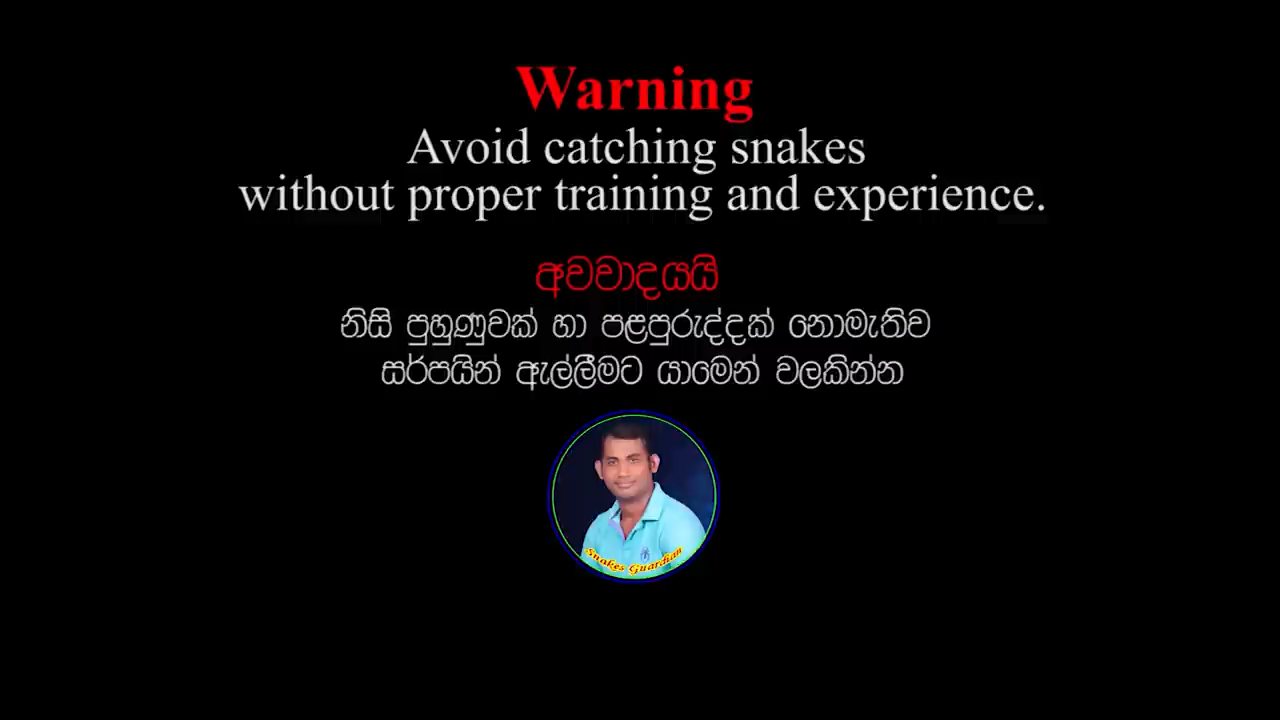 Warning
Avoid catching snakes
without proper training and experience.
අවවාදයයි
නිසි පුහුණුවක් හා පළපුරුද්දක් නොමැතිව
සර්පයින් ඇල්ලීමට යාමෙන් වලකින්න
Snakes Guardian